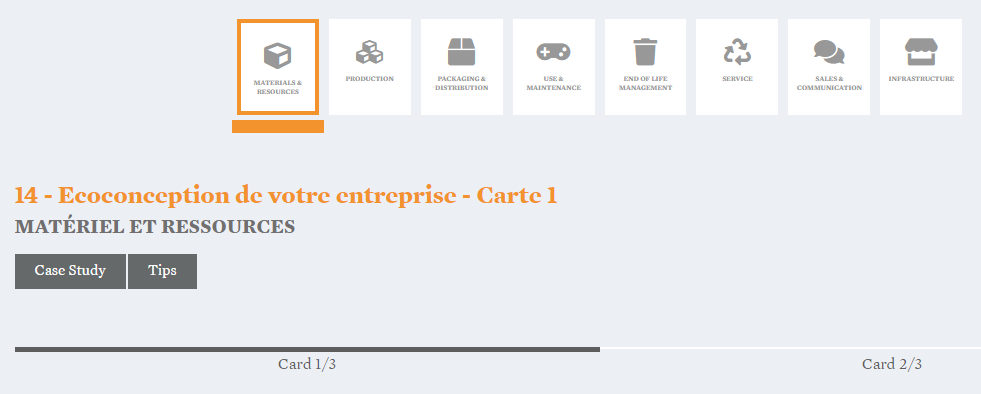 MATERIALS &
RESOURCES
PRODUCTION
PACKAGING &
DISTRIBUTION
USE &
MAINTENANCE
END OF LIFE
MANAGEMENT
SERVICE
SALES &
COMMUNICATION
INFRASTRUCTURE
14 - Ecoconception de votre entreprise - Carte 1
MATÉRIEL ET RESSOURCES
Case Study
Tips
Card 1/3
Card 2/3